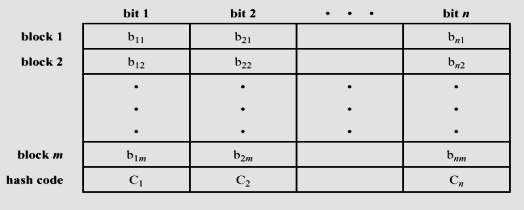 bit 1 bit 2 • • • bit n
block 1 b₁₁ b₂₁ bₙ₁
block 2 b₁₂ b₂₂ bₙ₂
• • •
• • •
• • •
block m b₁ₘ b₂ₘ bₙₘ
hash code C₁ C₂ Cₙ